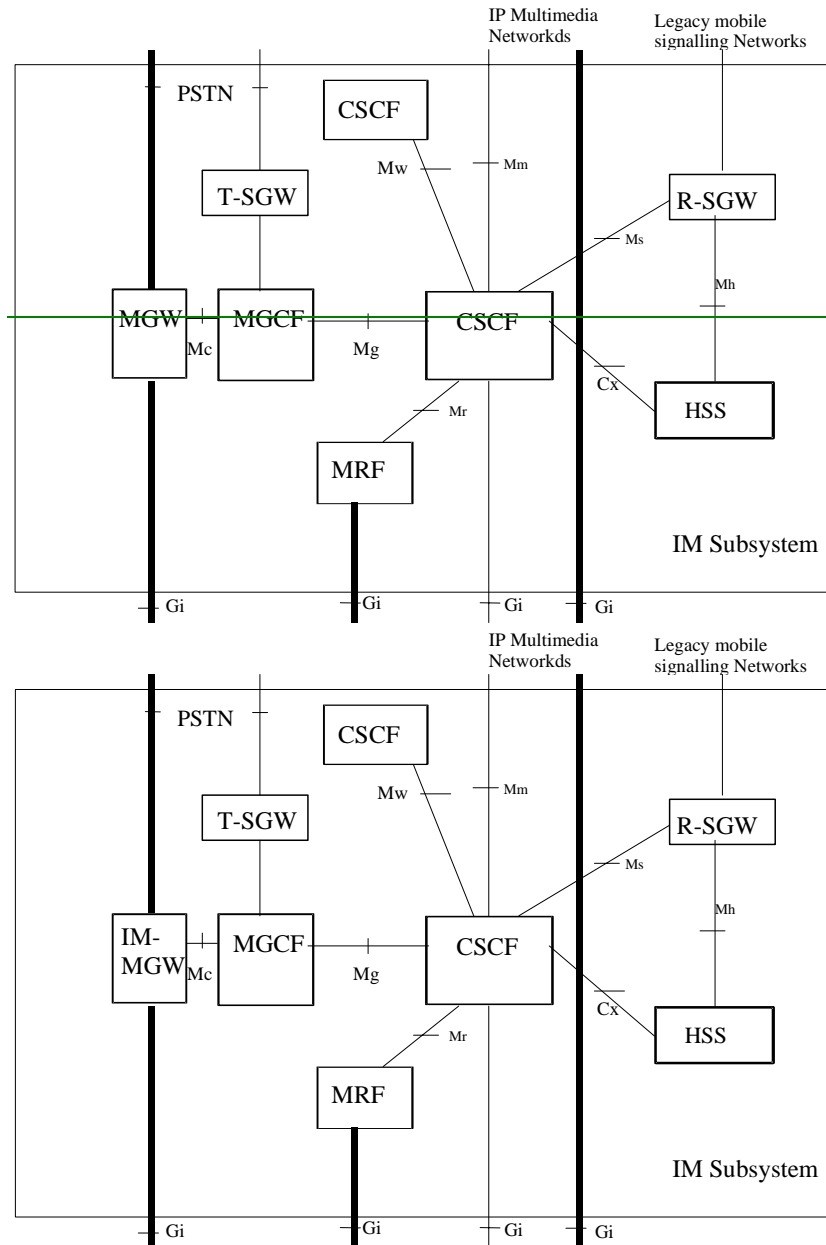 IP Multimedia
Networkds
Legacy mobile
signalling Networks
PSTN
CSCF
Mw
Mm
T-SGW
R-SGW
Ms
Mh
MGW
MGCF
CSCF
Mc
Mg
Cx
Mr
HSS
MRF
IM Subsystem
Gi
Gi
Gi
Gi
IP Multimedia
Networkds
Legacy mobile
signalling Networks
PSTN
CSCF
Mw
Mm
T-SGW
R-SGW
Ms
Mh
IM-
MGW
MGCF
CSCF
Mc
Mg
Cx
Mr
HSS
MRF
IM Subsystem
Gi
Gi
Gi
Gi